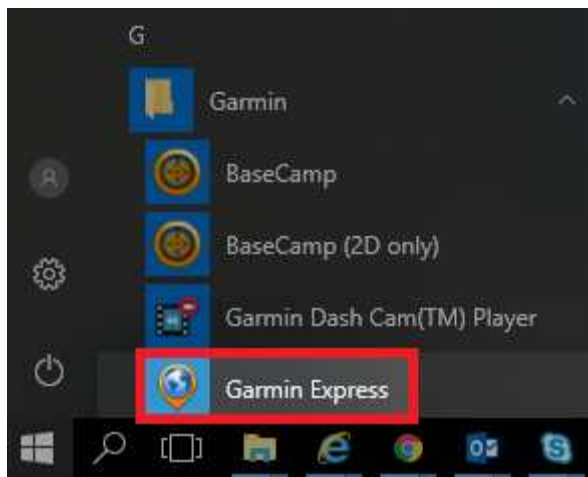 G
Garmin
BaseCamp
BaseCamp (2D only)
Garmin Dash Cam(TM) Player
Garmin Express